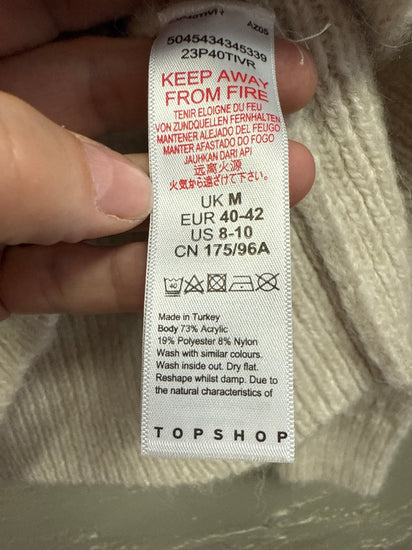 AZ05
5045434345339
23P40TIVR
KEEP AWAY
FROM FIRE
TENIR ELOIGNE DU FEU
VON ZUNDQUELLEN FERNHALTEN
MANTENER ALEJADO DEL FEUGO
MANTER AFASTADO DO FOGO
JAUHKAN DARI API
远离火源
火気から遠ざけて下さい。
UK M
EUR 40-42
US 8-10
CN 175/96A
40
Made in Turkey
Body 73% Acrylic
19% Polyester 8% Nylon
Wash with similar colours.
Wash inside out. Dry flat.
Reshape whilst damp. Due to
the natural characteristics of
TOPSHOP